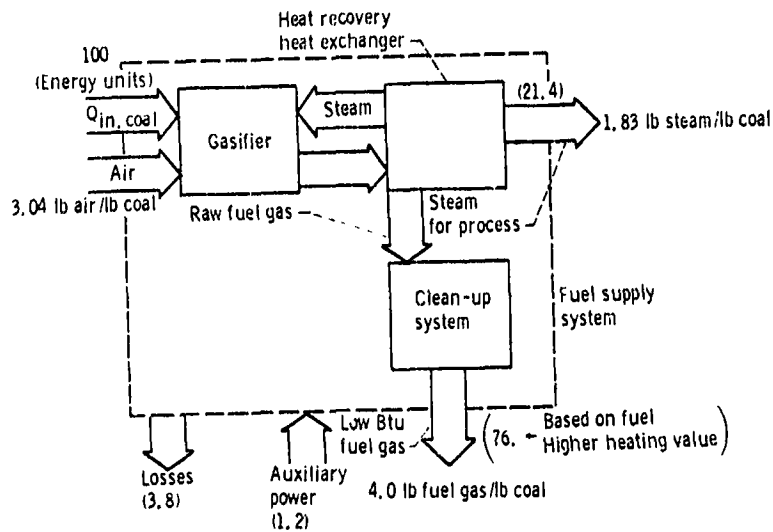 Heat recovery
heat exchanger
100
(Energy units)
Qin, coal
Air
3.04 lb air/lb coal
Gasifier
Steam
(21.4)
1.83 lb steam/lb coal
Raw fuel gas
Steam
for process
Clean-up
system
Fuel supply
system
Low Btu
fuel gas
(76. Based on fuel
Higher heating value)
Losses
(3.8)
Auxiliary
power
(1.2)
4.0 lb fuel gas/lb coal